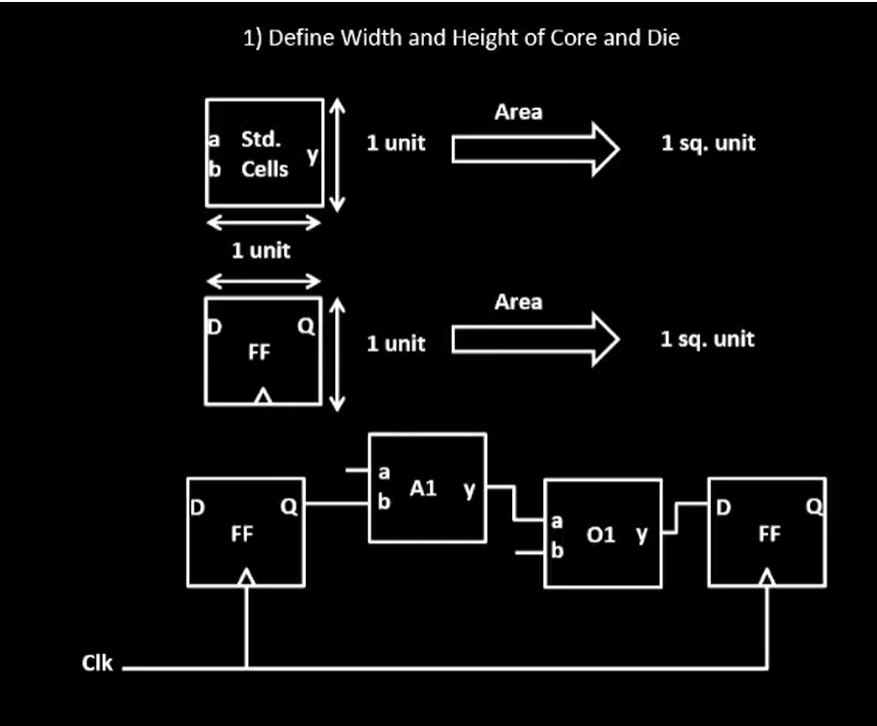 1) Define Width and Height of Core and Die
Area
a Std. y
b Cells
1 unit
1 sq. unit
1 unit
Area
D Q
FF
1 unit
1 sq. unit
a
b A1 y
D Q
FF
a
b O1 y
D Q
FF
Clk